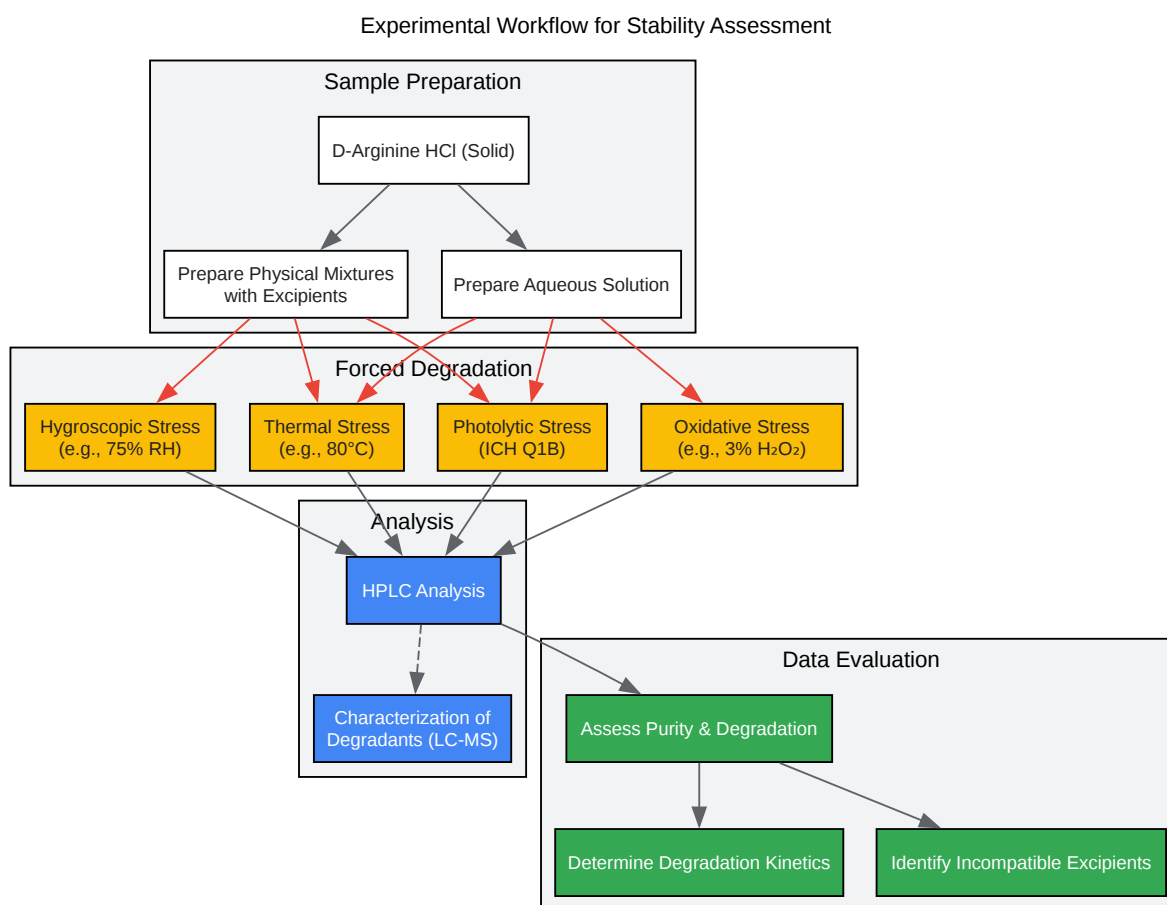 Experimental Workflow for Stability Assessment
Sample Preparation
D-Arginine HCl (Solid)
Prepare Physical Mixtures
with Excipients
Prepare Aqueous Solution
Forced Degradation
Hygroscopic Stress
(e.g., 75% RH)
Thermal Stress
(e.g., 80°C)
Photolytic Stress
(ICH Q1B)
Oxidative Stress
(e.g., 3% H₂O₂)
Analysis
HPLC Analysis
Characterization of
Degradants (LC-MS)
Data Evaluation
Assess Purity & Degradation
Determine Degradation Kinetics
Identify Incompatible Excipients